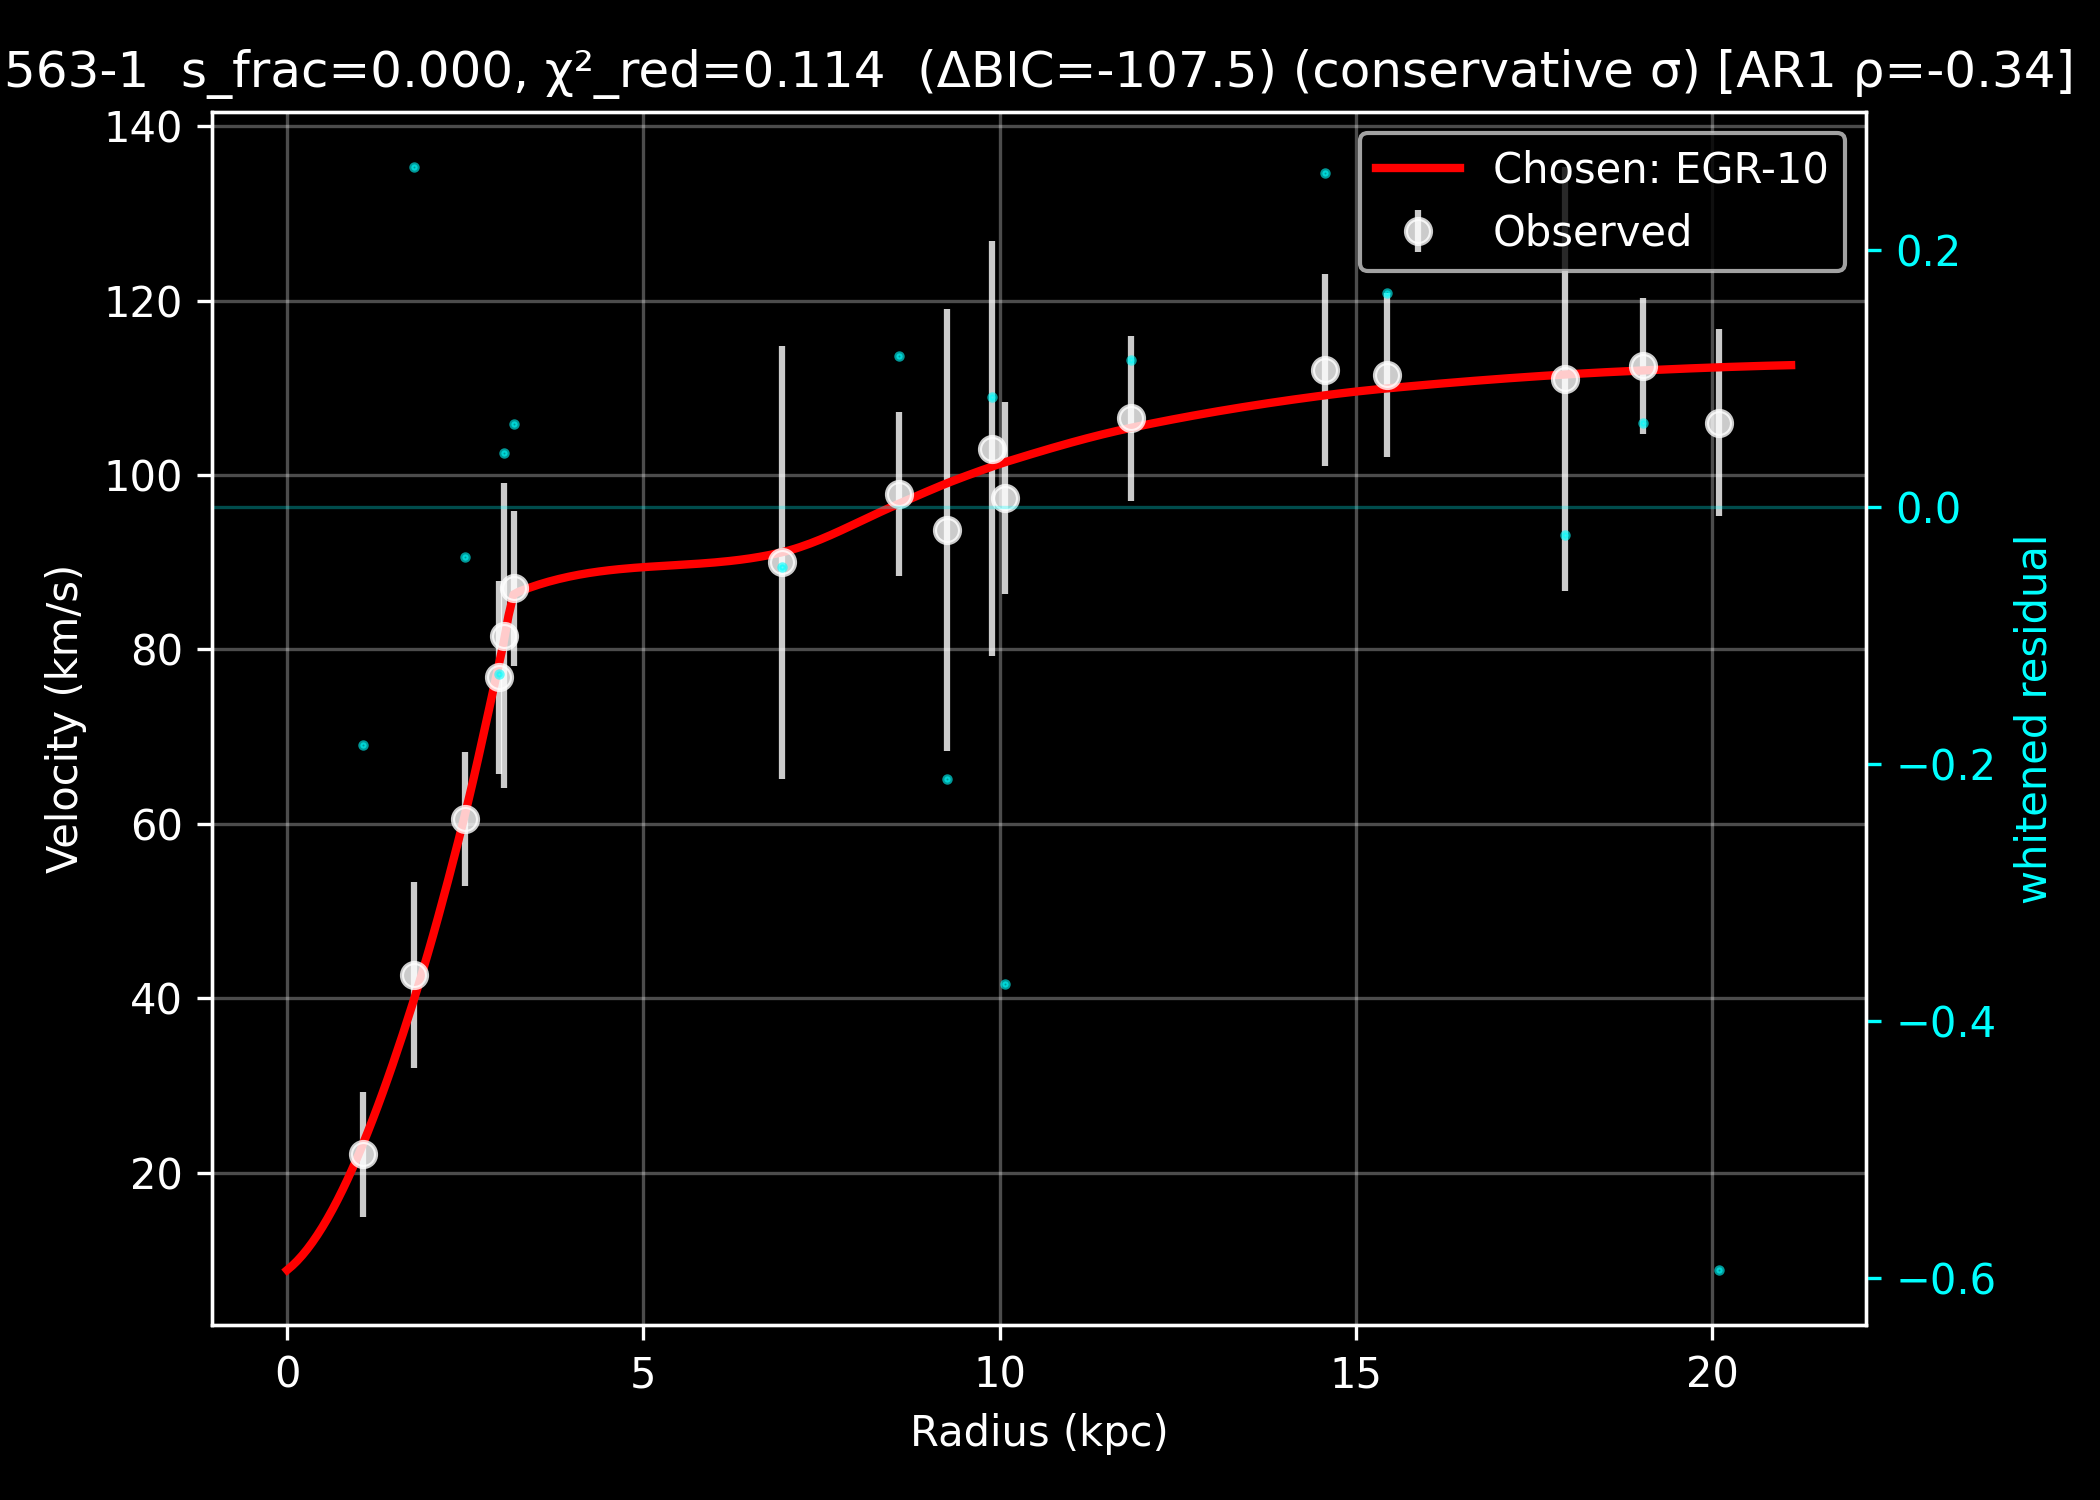 563-1 s_frac=0.000, χ²_red=0.114 (ΔBIC=-107.5) (conservative σ) [AR1 ρ=-0.34]
Chosen: EGR-10
Observed
140
120
100
80
60
40
20
Velocity (km/s)
0.2
0.0
−0.2
−0.4
−0.6
whitened residual
0
5
10
15
20
Radius (kpc)